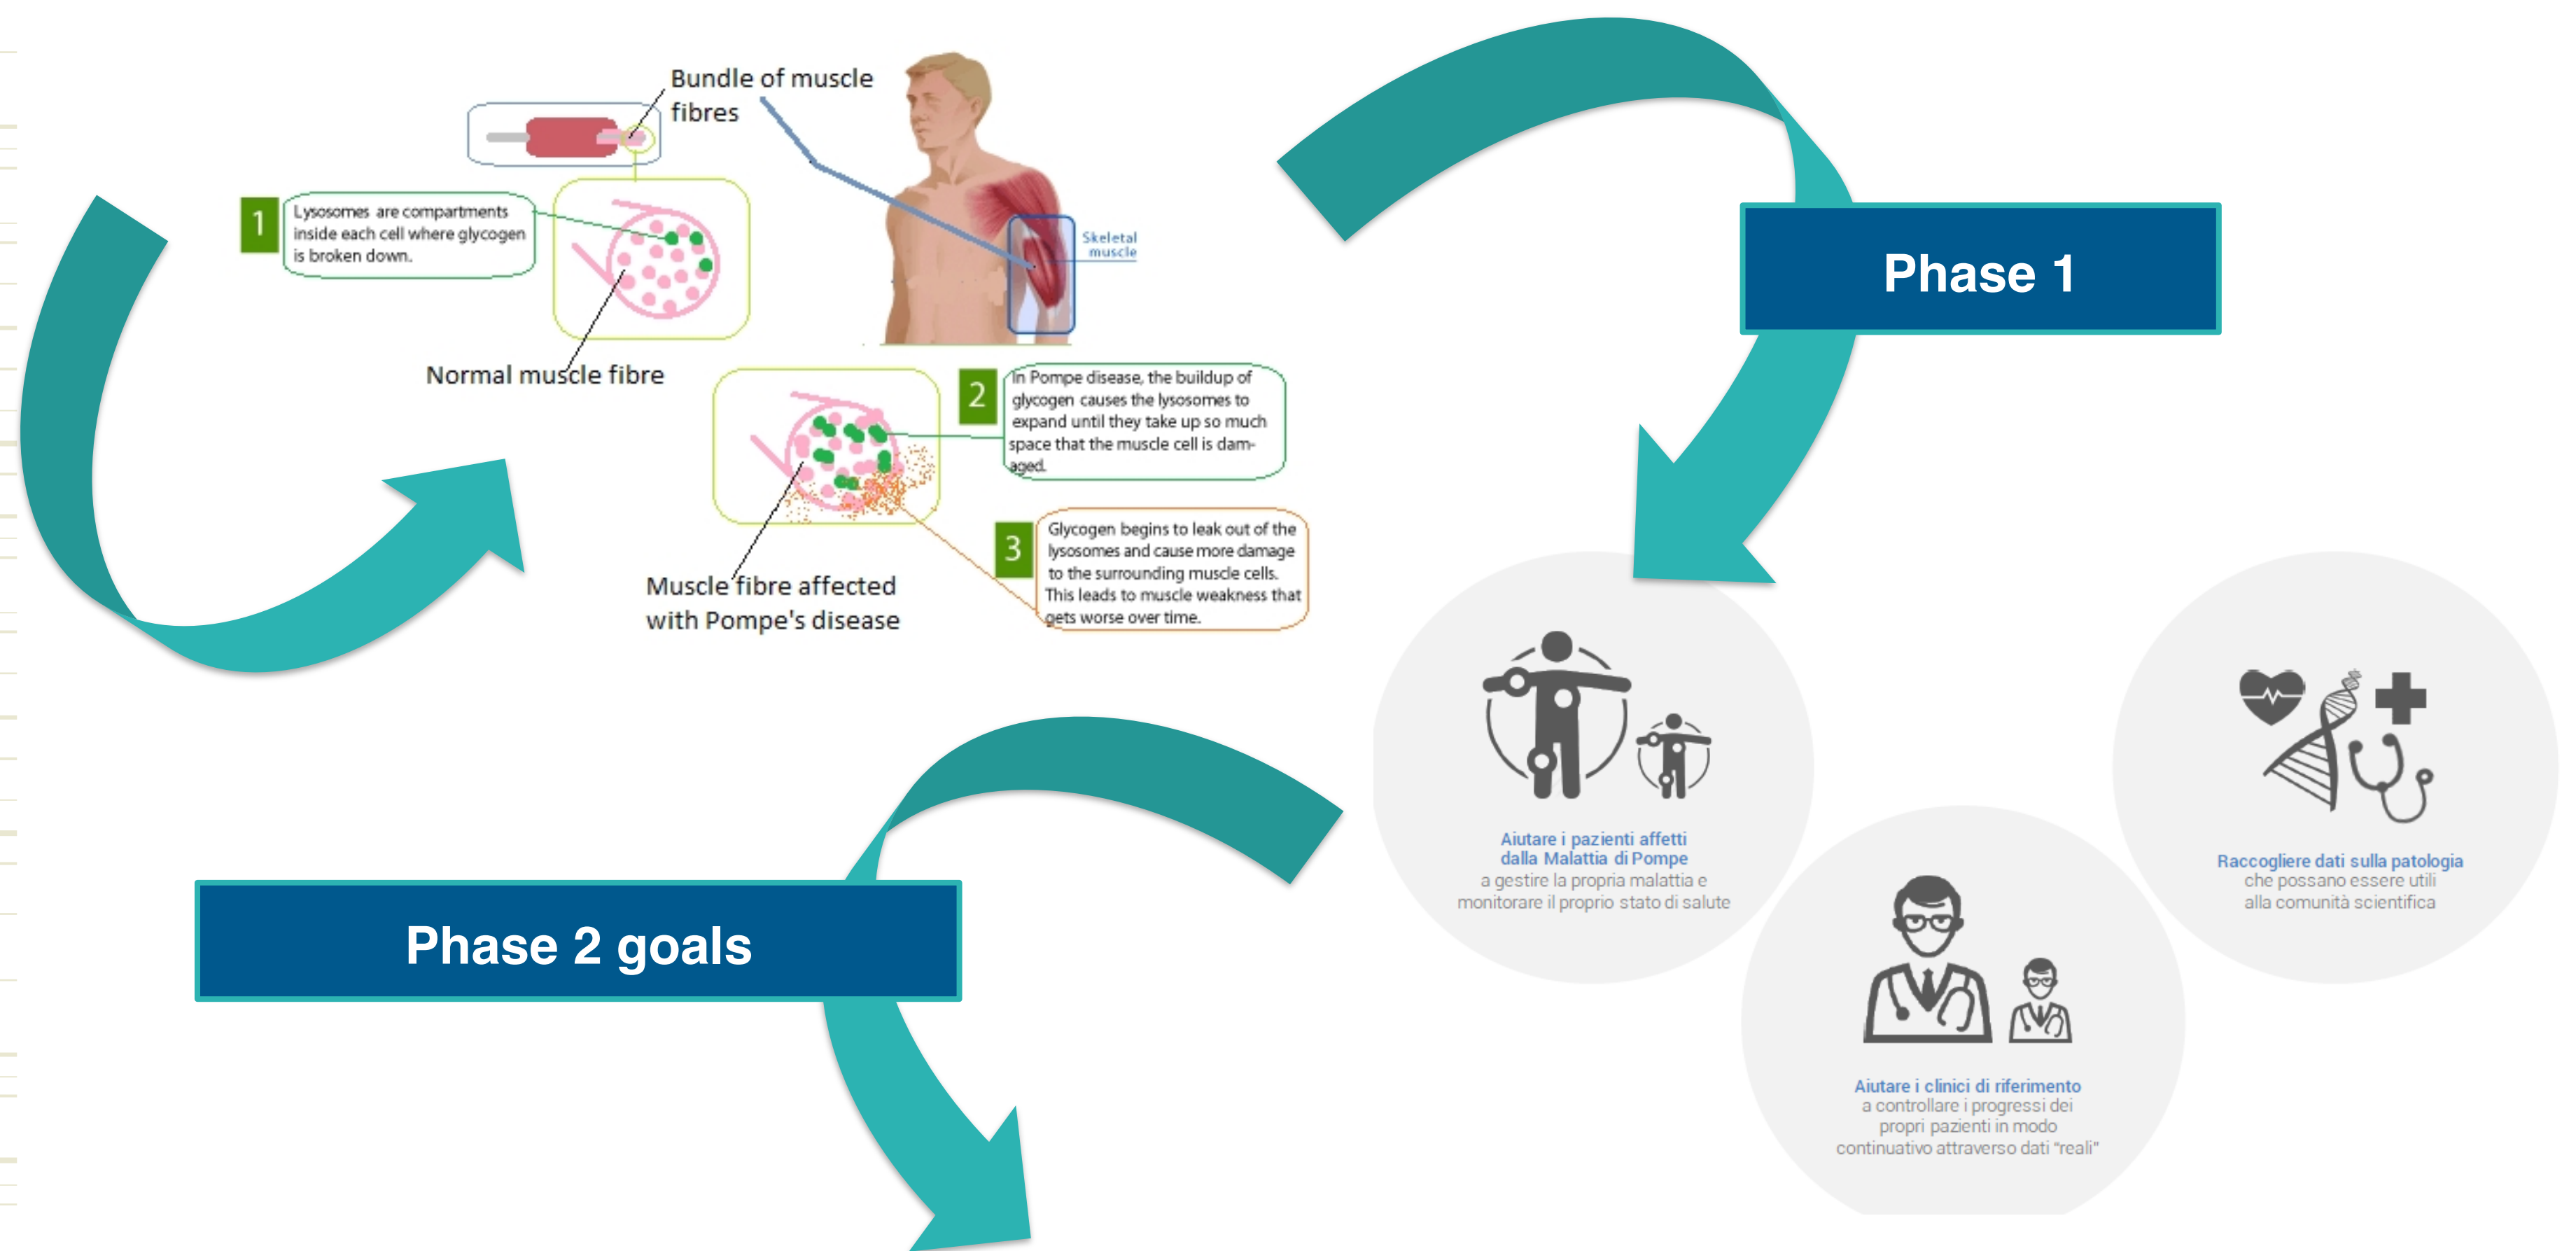 Bundle of muscle
fibres
1
Lysosomes are compartments
inside each cell where glycogen
is broken down.
Skeletal
muscle
Normal muscle fibre
2
In Pompe disease, the buildup of
glycogen causes the lysosomes to
expand until they take up so much
space that the muscle cell is dam-
aged.
3
Glycogen begins to leak out of the
lysosomes and cause more damage
to the surrounding muscle cells.
This leads to muscle weakness that
gets worse over time.
Muscle fibre affected
with Pompe's disease
Phase 1
Aiutare i pazienti affetti
dalla Malattia di Pompe
a gestire la propria malattia e
monitorare il proprio stato di salute
Aiutare i clinici di riferimento
a controllare i progressi dei
propri pazienti in modo
continuativo attraverso dati “reali”
Raccogliere dati sulla patologia
che possano essere utili
alla comunità scientifica
Phase 2 goals